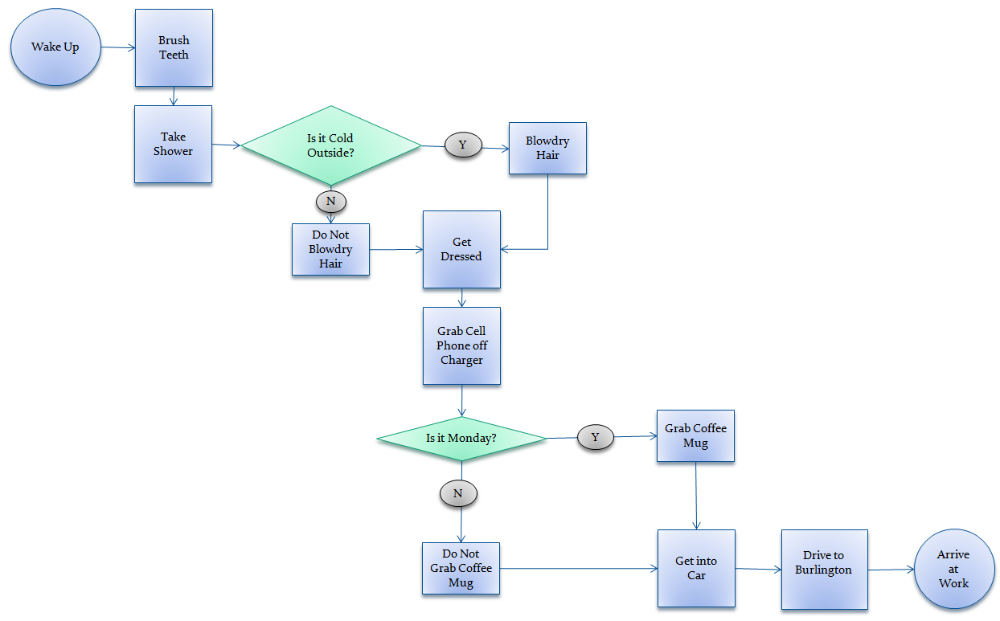 Wake Up
Brush
Teeth
Take
Shower
Is it Cold
Outside?
Y
Blowdry
Hair
N
Do Not
Blowdry
Hair
Get
Dressed
Grab Cell
Phone off
Charger
Is it Monday?
Y
Grab Coffee
Mug
N
Do Not
Grab Coffee
Mug
Get into
Car
Drive to
Burlington
Arrive
at
Work